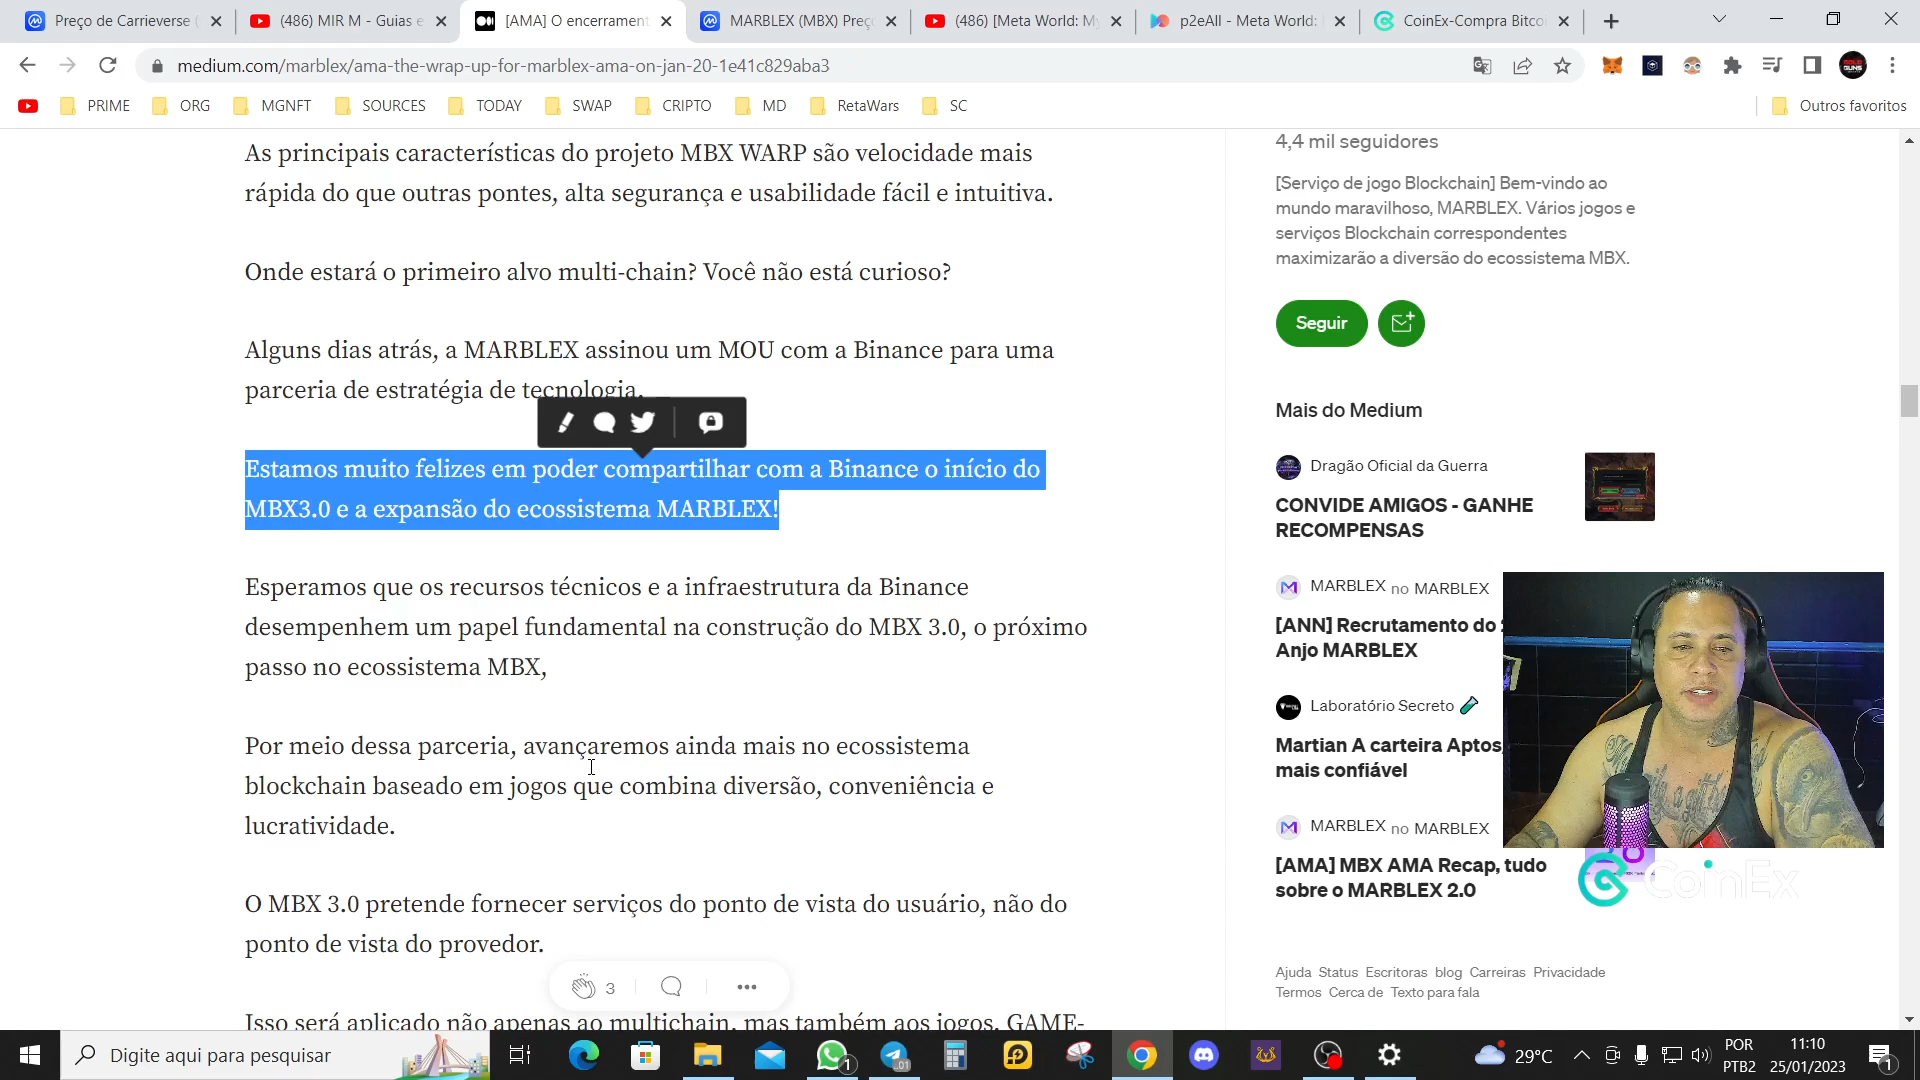 Preço de Carrieverse (
(486) MIR M - Guias e
[AMA] O encerrament
MARBLEX (MBX) Preç
(486) [Meta World: M
p2eAll - Meta World:
CoinEx-Compra Bitco
medium.com/marblex/ama-the-wrap-up-for-marblex-ama-on-jan-20-1e41c829aba3
PRIME
ORG
MGNFT
SOURCES
TODAY
SWAP
CRIPTO
MD
RetaWars
SC
Outros favoritos
As principais características do projeto MBX WARP são velocidade mais
rápida do que outras pontes, alta segurança e usabilidade fácil e intuitiva.
Onde estará o primeiro alvo multi-chain? Você não está curioso?
Alguns dias atrás, a MARBLEX assinou um MOU com a Binance para uma
parceria de estratégia de tecnologia.
Estamos muito felizes em poder compartilhar com a Binance o início do
MBX3.0 e a expansão do ecossistema MARBLEX!
Esperamos que os recursos técnicos e a infraestrutura da Binance
desempenhem um papel fundamental na construção do MBX 3.0, o próximo
passo no ecossistema MBX,
Por meio dessa parceria, avançaremos ainda mais no ecossistema
blockchain baseado em jogos que combina diversão, conveniência e
lucratividade.
O MBX 3.0 pretende fornecer serviços do ponto de vista do usuário, não do
ponto de vista do provedor.
3
Isso será aplicado não apenas ao multichain, mas também aos jogos, GAME-
4,4 mil seguidores
[Serviço de jogo Blockchain] Bem-vindo ao
mundo maravilhoso, MARBLEX. Vários jogos e
serviços Blockchain correspondentes
maximizarão a diversão do ecossistema MBX.
Seguir
Mais do Medium
Dragão Oficial da Guerra
CONVIDE AMIGOS - GANHE
RECOMPENSAS
MARBLEX no MARBLEX
[ANN] Recrutamento do
Anjo MARBLEX
Laboratório Secreto
Martian A carteira Aptos
mais confiável
MARBLEX no MARBLEX
[AMA] MBX AMA Recap, tudo
sobre o MARBLEX 2.0
CoinEx
Ajuda Status Escritoras blog Carreiras Privacidade
Termos Cerca de Texto para fala
Digite aqui para pesquisar
1
.01
29°C
POR
PTB2
11:10
25/01/2023
1